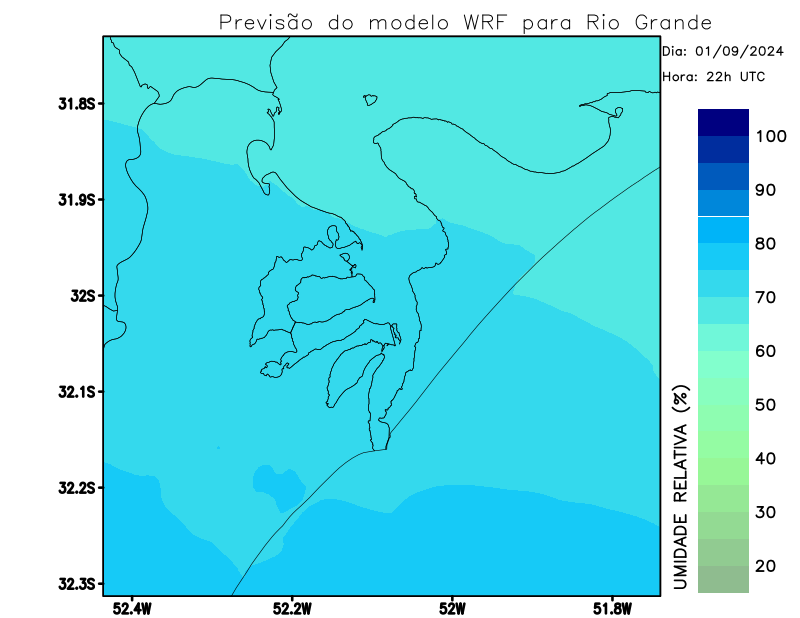 Previsão do modelo WRF para Rio Grande
Dia: 01/09/2024
Hora: 22h UTC
31.8S
31.9S
32S
32.1S
32.2S
32.3S
52.4W
52.2W
52W
51.8W
100
90
80
70
60
50
40
30
20
UMIDADE RELATIVA (%)